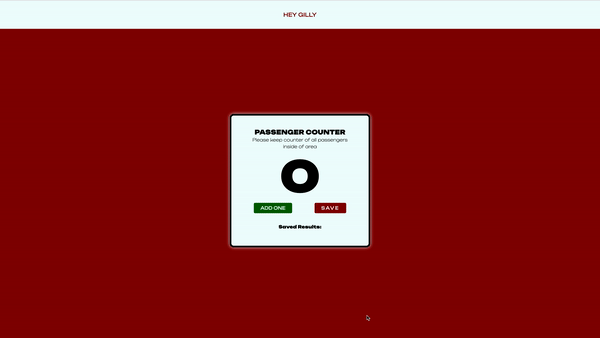 HEY GILLY
PASSENGER COUNTER
Please keep counter of all passengers
inside of area
0
ADD ONE
SAVE
Saved Results: